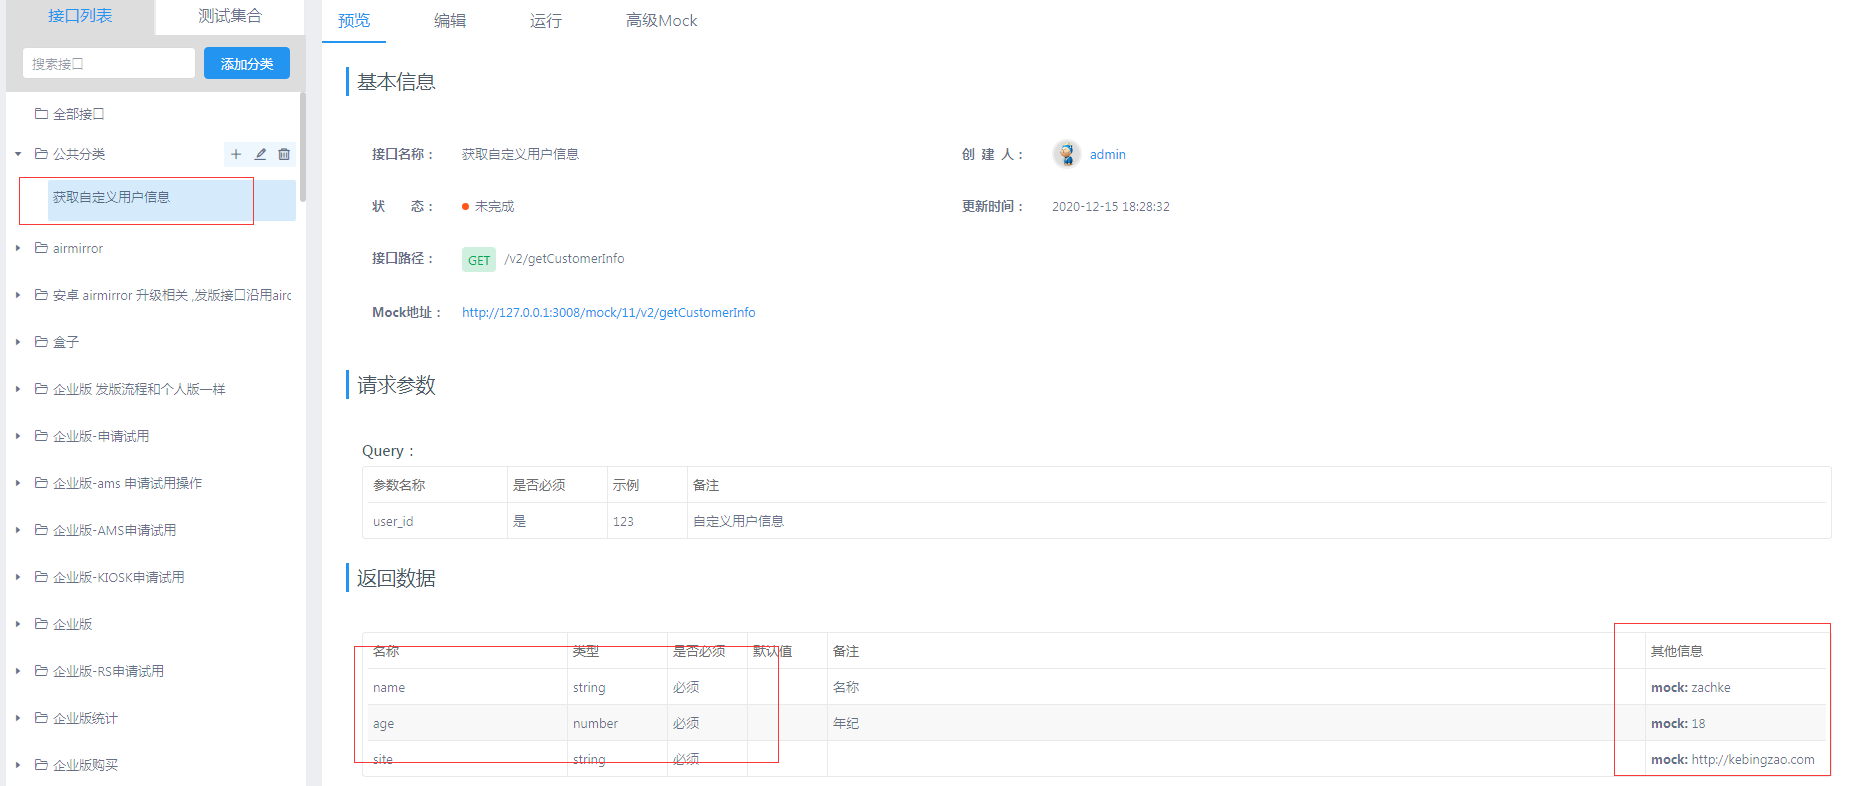 接口列表
测试集合
搜索接口
添加分类
全部接口
公共分类
获取自定义用户信息
airmirror
安卓 airmirror 升级相关 ,发版接口沿用airc
盒子
企业版 发版流程和个人版一样
企业版-申请试用
企业版-ams 申请试用操作
企业版-AMS申请试用
企业版-KIOSK申请试用
企业版
企业版-RS申请试用
企业版统计
企业版购买
预览 编辑 运行 高级Mock
基本信息
接口名称： 获取自定义用户信息 创 建 人： admin
状 态： 未完成 更新时间： 2020-12-15 18:28:32
接口路径： GET /v2/getCustomerInfo
Mock地址： http://127.0.0.1:3008/mock/11/v2/getCustomerInfo
请求参数
Query：
参数名称 是否必须 示例 备注
user_id 是 123 自定义用户信息
返回数据
名称 类型 是否必须 默认值 备注 其他信息
name string 必须 名称 mock: zachke
age number 必须 年纪 mock: 18
site string 必须 mock: http://kebingzao.com